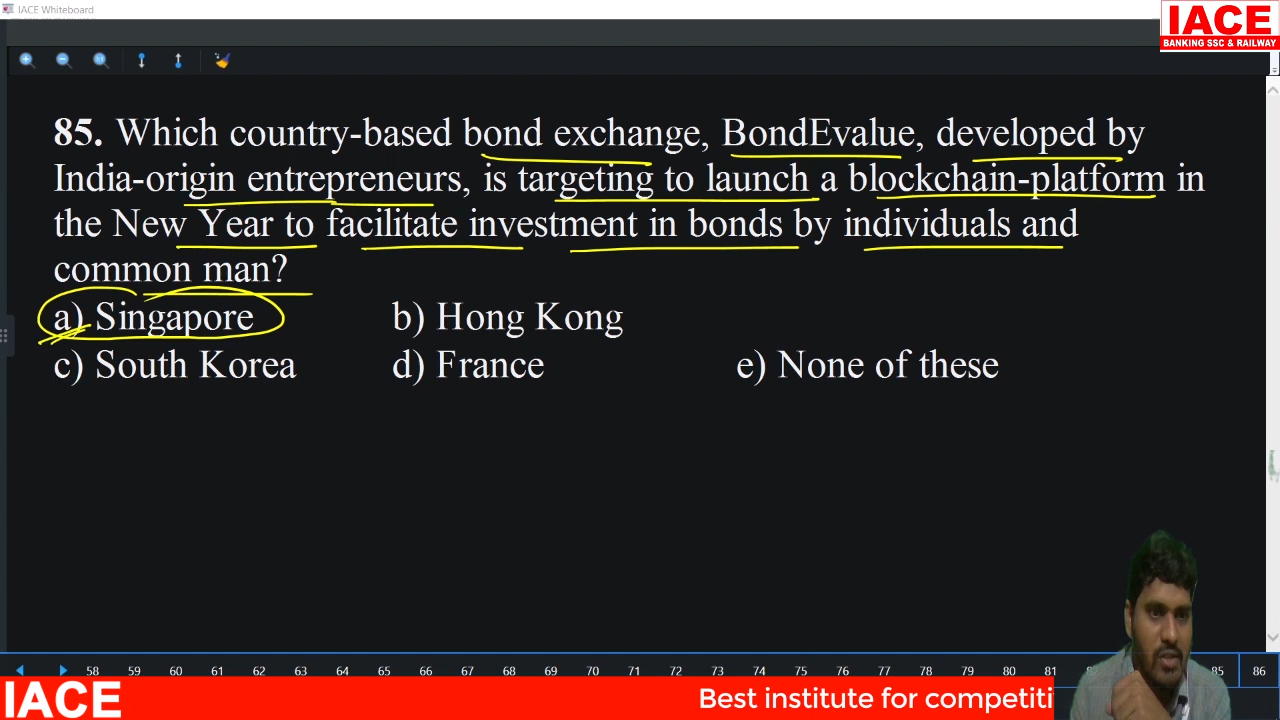 IACE Whiteboard
IACE
BANKING SSC & RAILWAY
85. Which country-based bond exchange, BondEvalue, developed by
India-origin entrepreneurs, is targeting to launch a blockchain-platform in
the New Year to facilitate investment in bonds by individuals and
common man?
a) Singapore b) Hong Kong
c) South Korea d) France e) None of these
58 59 60 61 62 63 64 65 66 67 68 69 70 71 72 73 74 75 76 77 78 79 80 81 85 86
IACE Best institute for competiti